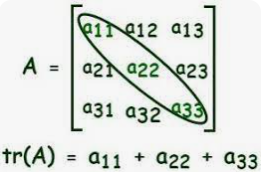 a11 a12 a13
A = a21 a22 a23
a31 a32 a33
tr(A) = a11 + a22 + a33